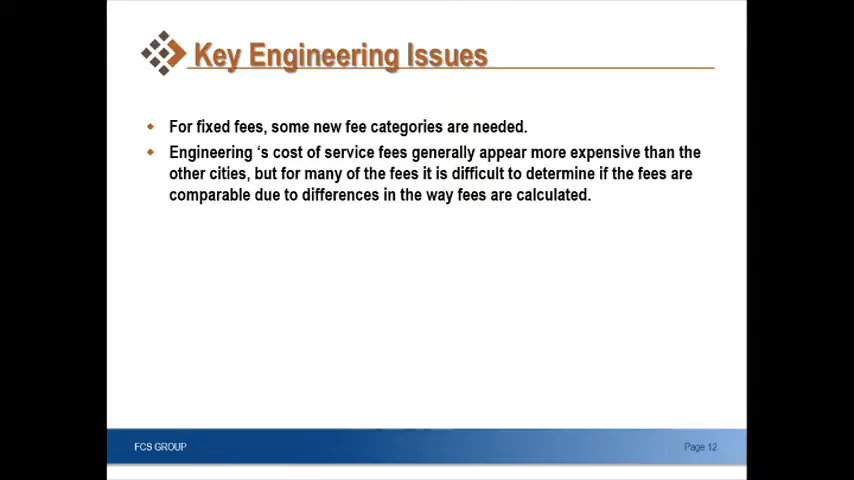 Key Engineering Issues
For fixed fees, some new fee categories are needed.
Engineering ‘s cost of service fees generally appear more expensive than the
other cities, but for many of the fees it is difficult to determine if the fees are
comparable due to differences in the way fees are calculated.
FCS GROUP
Page 12